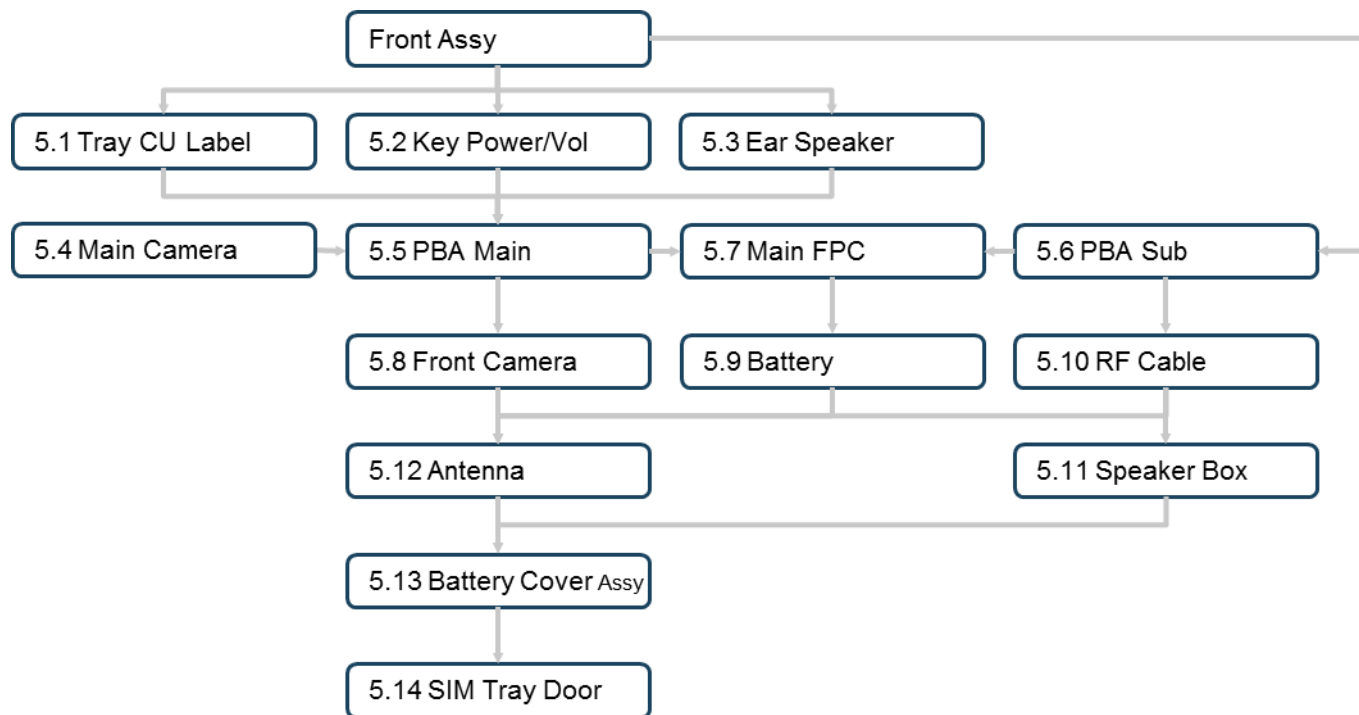 Front Assy
5.1 Tray CU Label
5.2 Key Power/Vol
5.3 Ear Speaker
5.4 Main Camera
5.5 PBA Main
5.7 Main FPC
5.6 PBA Sub
5.8 Front Camera
5.9 Battery
5.10 RF Cable
5.12 Antenna
5.11 Speaker Box
5.13 Battery Cover Assy
5.14 SIM Tray Door